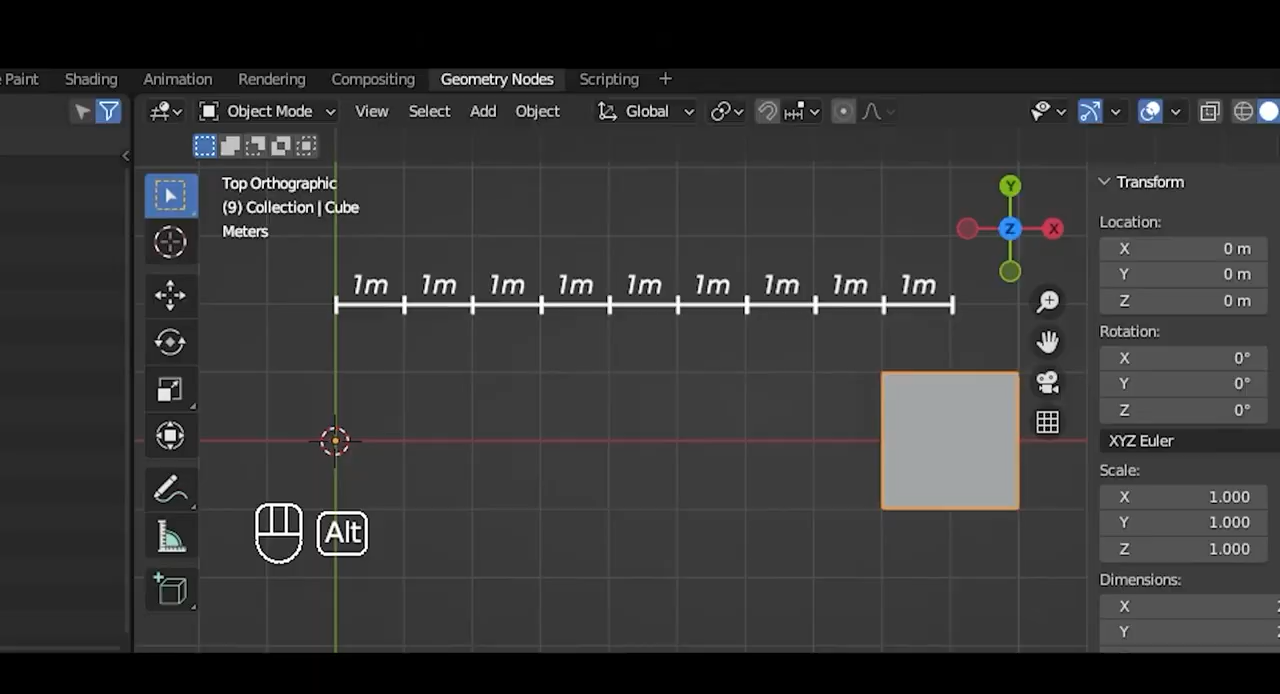 e Paint Shading Animation Rendering Compositing Geometry Nodes Scripting +
Object Mode View Select Add Object Global
Top Orthographic
(9) Collection | Cube
Meters
1m 1m 1m 1m 1m 1m 1m 1m 1m
Y
Z X
Alt
Transform
Location:
X 0 m
Y 0 m
Z 0 m
Rotation:
X 0°
Y 0°
Z 0°
XYZ Euler
Scale:
X 1.000
Y 1.000
Z 1.000
Dimensions:
X
Y